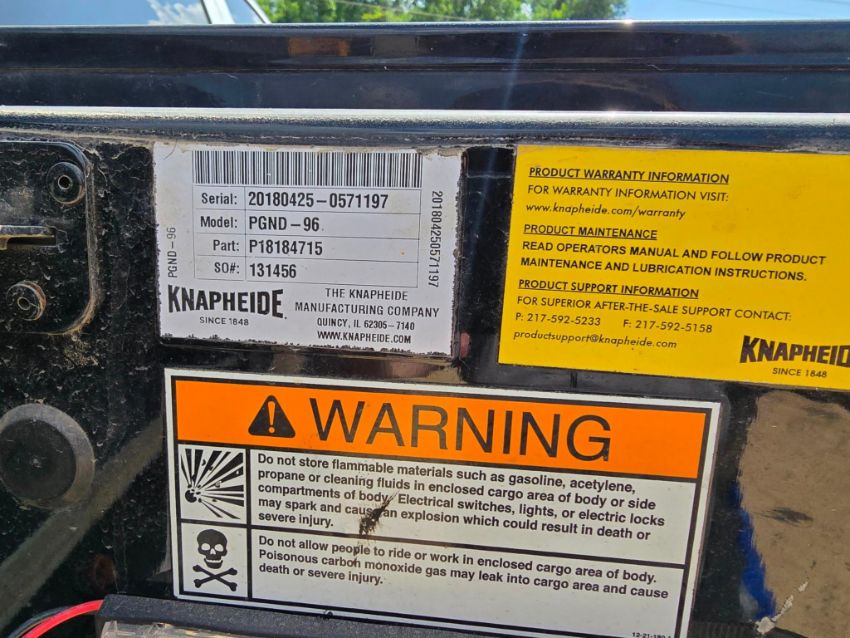 Serial: 20180425-0571197
Model: PGND-96
Part: P18184715
SO#: 131456
PGND-96
201804250571197
KNAPHEIDE
SINCE 1848
THE KNAPHEIDE
MANUFACTURING COMPANY
QUINCY, IL 62305-7140
WWW.KNAPHEIDE.COM
PRODUCT WARRANTY INFORMATION
FOR WARRANTY INFORMATION VISIT:
www.knapheide.com/warranty
PRODUCT MAINTENANCE
READ OPERATORS MANUAL AND FOLLOW PRODUCT
MAINTENANCE AND LUBRICATION INSTRUCTIONS.
PRODUCT SUPPORT INFORMATION
FOR SUPERIOR AFTER-THE-SALE SUPPORT CONTACT:
P: 217-592-5233 F: 217-592-5158
productsupport@knapheide.com
KNAPHEID
SINCE 1848
WARNING
Do not store flammable materials such as gasoline, acetylene,
propane or cleaning fluids in enclosed cargo area of body or side
compartments of body. Electrical switches, lights, or electric locks
may spark and cause an explosion which could result in death or
severe injury.
Do not allow people to ride or work in enclosed cargo area of body.
Poisonous carbon monoxide gas may leak into cargo area and cause
death or severe injury.